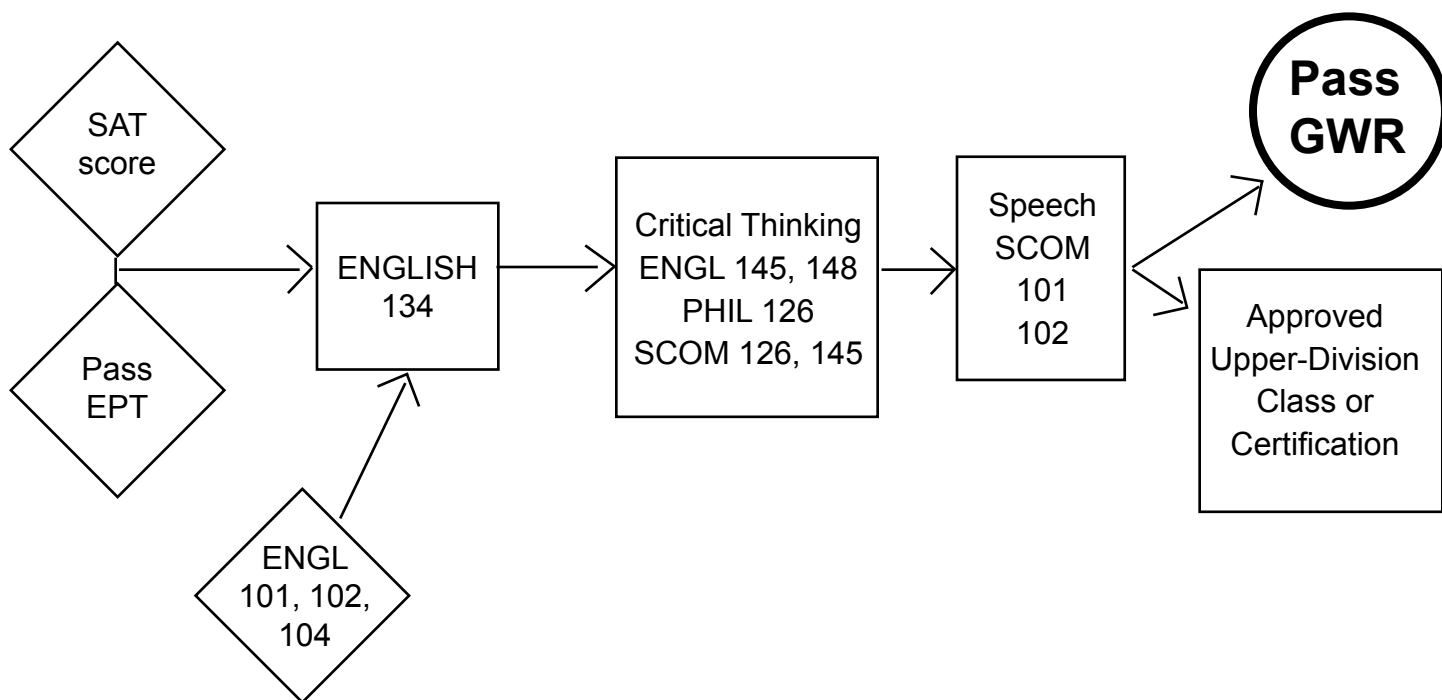 SAT
score
Pass
EPT
ENGL
101, 102,
104
ENGLISH
134
Critical Thinking
ENGL 145, 148
PHIL 126
SCOM 126, 145
Speech
SCOM
101
102
Pass
GWR
Approved
Upper-Division
Class or
Certification